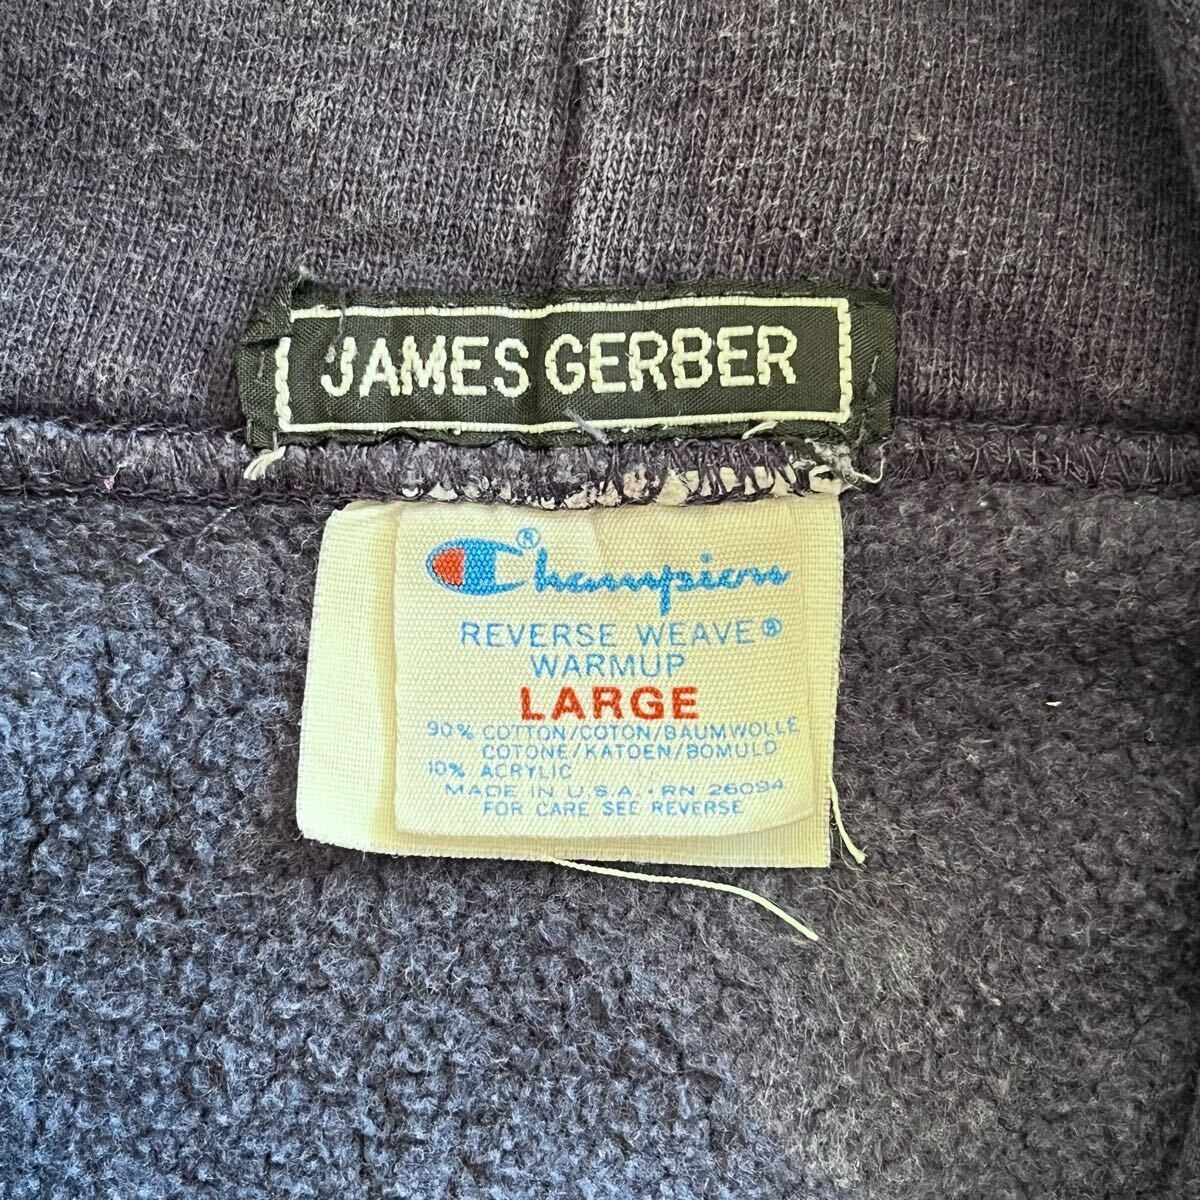 JAMES GERBER
Champion®
REVERSE WEAVE®
WARMUP
LARGE
90% COTTON/COTON/BAUMWOLLE
COTONE/KATOEN/BOMULD
10% ACRYLIC
MADE IN U.S.A. • RN 26094
FOR CARE SEE REVERSE